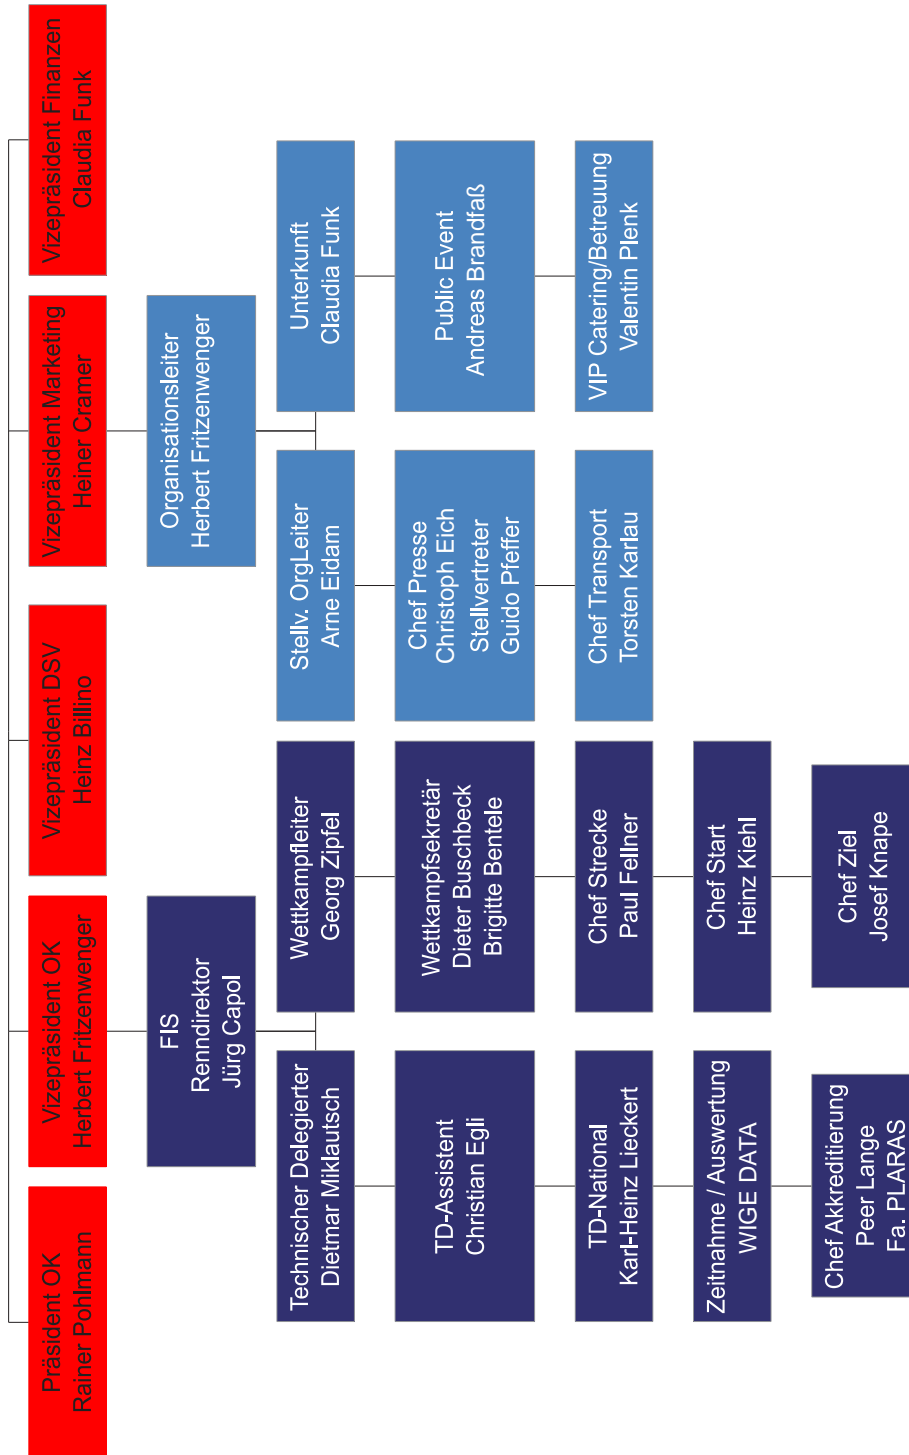 Präsident OK
Rainer Pohlmann
Vizepräsident OK
Herbert Fritzenwenger
Vizepräsident DSV
Heinz Billino
Vizepräsident Marketing
Heiner Cramer
Vizepräsident Finanzen
Claudia Funk
FIS
Renndirektor
Jürg Capol
Organisationsleiter
Herbert Fritzenwenger
Technischer Delegierter
Dietmar Miklautsch
Wettkampfleiter
Georg Zipfel
Stellv. OrgLeiter
Arne Eidam
Unterkunft
Claudia Funk
TD-Assistent
Christian Egli
Wettkampfsekretär
Dieter Buschbeck
Brigitte Bentele
Chef Presse
Christoph Eich
Stellvertreter
Guido Pfeffer
Public Event
Andreas Brandfaß
TD-National
Karl-Heinz Lieckert
Chef Strecke
Paul Fellner
Chef Transport
Torsten Karlau
VIP Catering/Betreuung
Valentin Plenk
Zeitnahme / Auswertung
WIGE DATA
Chef Start
Heinz Kiehl
Chef Akkreditierung
Peer Lange
Fa. PLARAS
Chef Ziel
Josef Knape